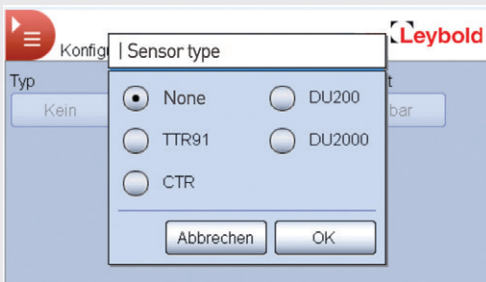 Leybold
Konfig
Sensor type
Typ
t
Kein
bar
None
DU200
TTR91
DU2000
CTR
Abbrechen
OK